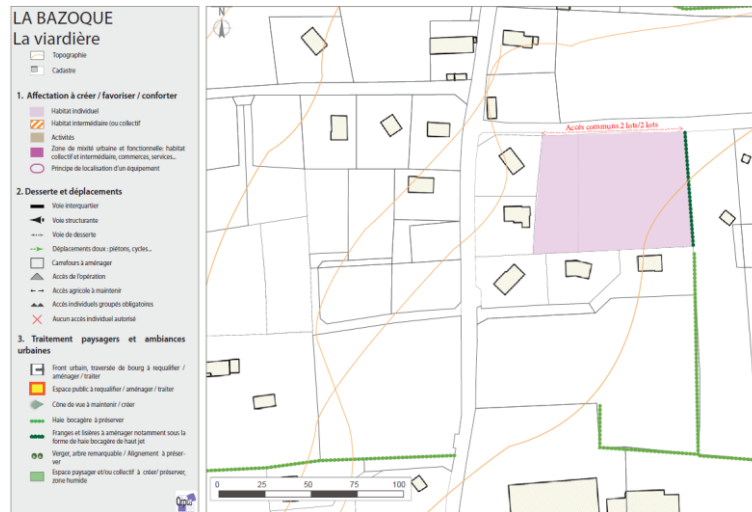 LA BAZOQUE
La viardière
Topographie
Cadastre
1. Affectation à créer / favoriser / conforter
Habitat individuel
Habitat intermédiaire (ou collectif
Activités
Zone de mixité urbaine et fonctionnelle: habitat
collectif et intermédiaire, commerces, services...
Principe de localisation d'un équipement
2. Desserte et déplacements
Voie interquartier
Voie structurante
Voie de desserte
Déplacements doux : piétons, cycles...
Carrefours à aménager
Accès de l'opération
Accès agricole à maintenir
Accès individuels groupés obligatoires
Aucun accès individuel autorisé
3. Traitement paysagers et ambiances
urbaines
Front urbain, traversée de bourg à requalifier /
aménager / traiter
Espace public à requalifier / aménager / traiter
Cône de vue à maintenir / créer
Haie bocagère à préserver
Franges et lisières à aménager notamment sous la
forme de haie bocagère de haut jet
Verger, arbre remarquable / Alignement à préser-
ver
Espace paysager et/ou collectif à créer/ préserver,
zone humide
N
Accès communs 2 lots/2 lots
0 25 50 75 100